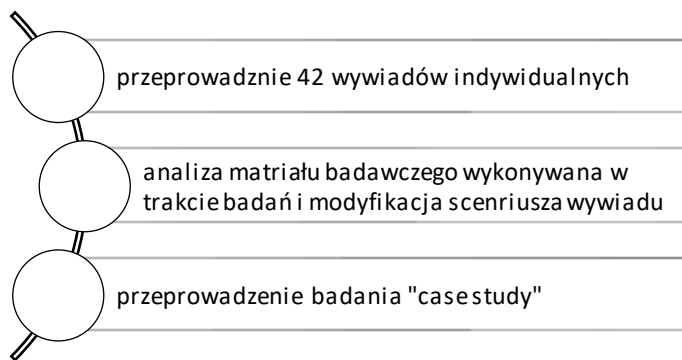 przeprowadznie 42 wywiadów indywidualnych
analiza matriału badawczego wykonywana w
trakcie badań i modyfikacja scenriusza wywiadu
przeprowadzenie badania "case study"